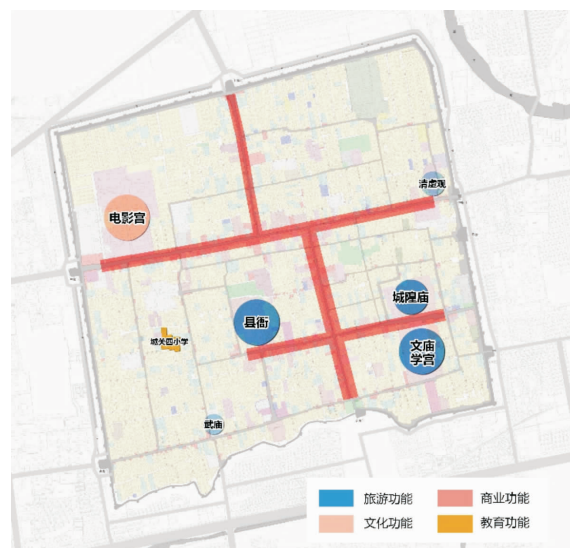 清虚观
电影宫
城隍庙
县衙
城关四小学
文庙
学宫
武庙
旅游功能
商业功能
文化功能
教育功能